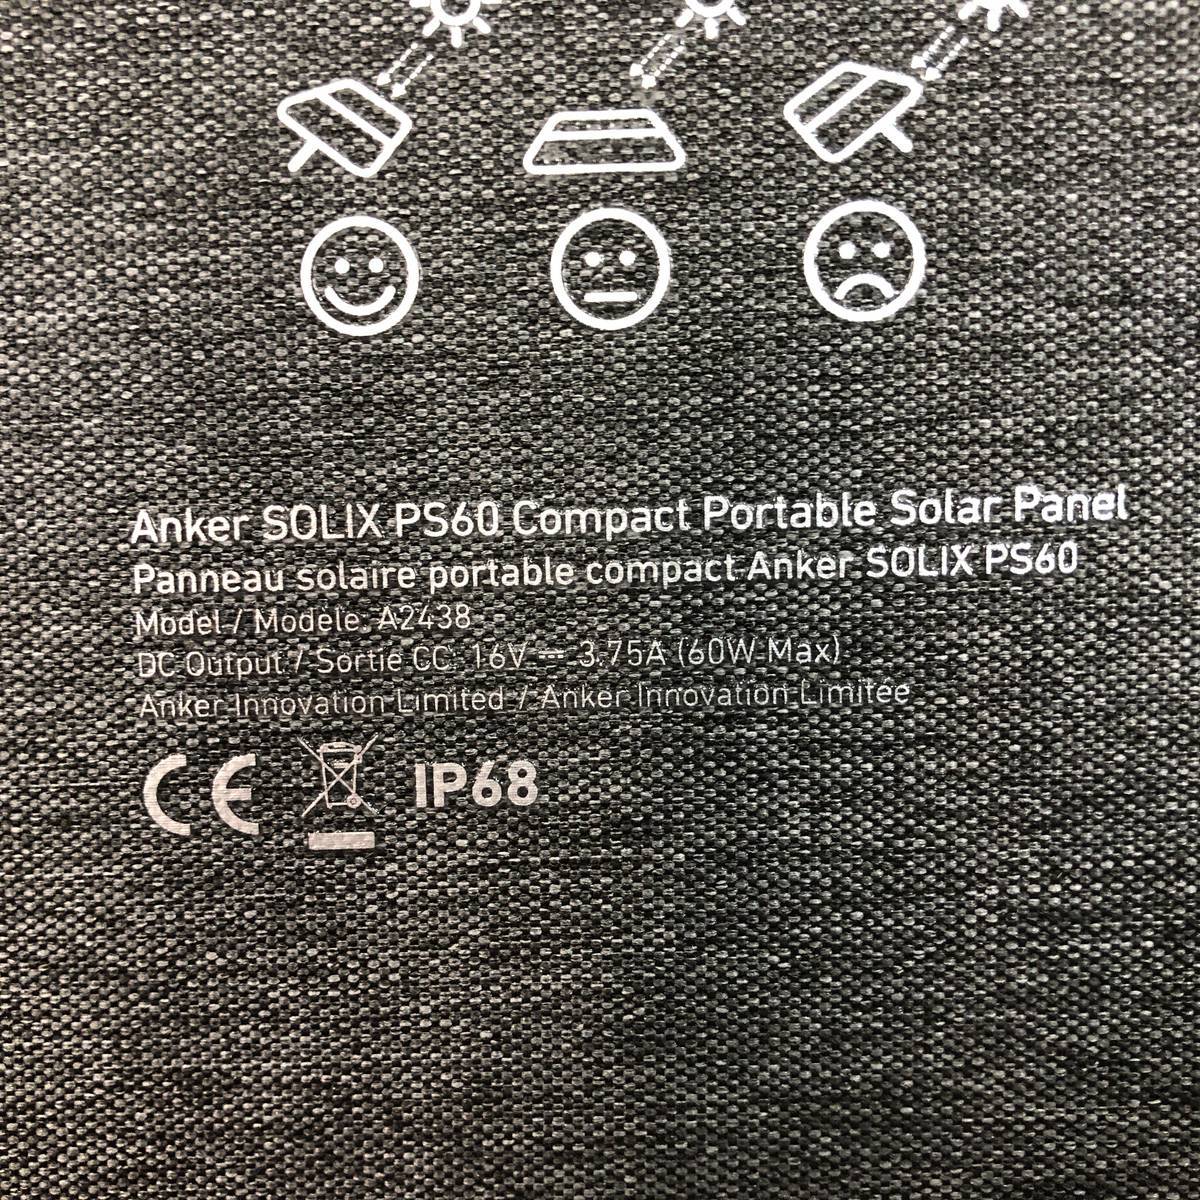 Anker SOLIX PS60 Compact Portable Solar Panel
Panneau solaire portable compact Anker SOLIX PS60
Model / Modèle: A2438
DC Output / Sortie CC: 16V ⎓ 3.75A (60W Max)
Anker Innovation Limited / Anker Innovation Limitée
CE IP68